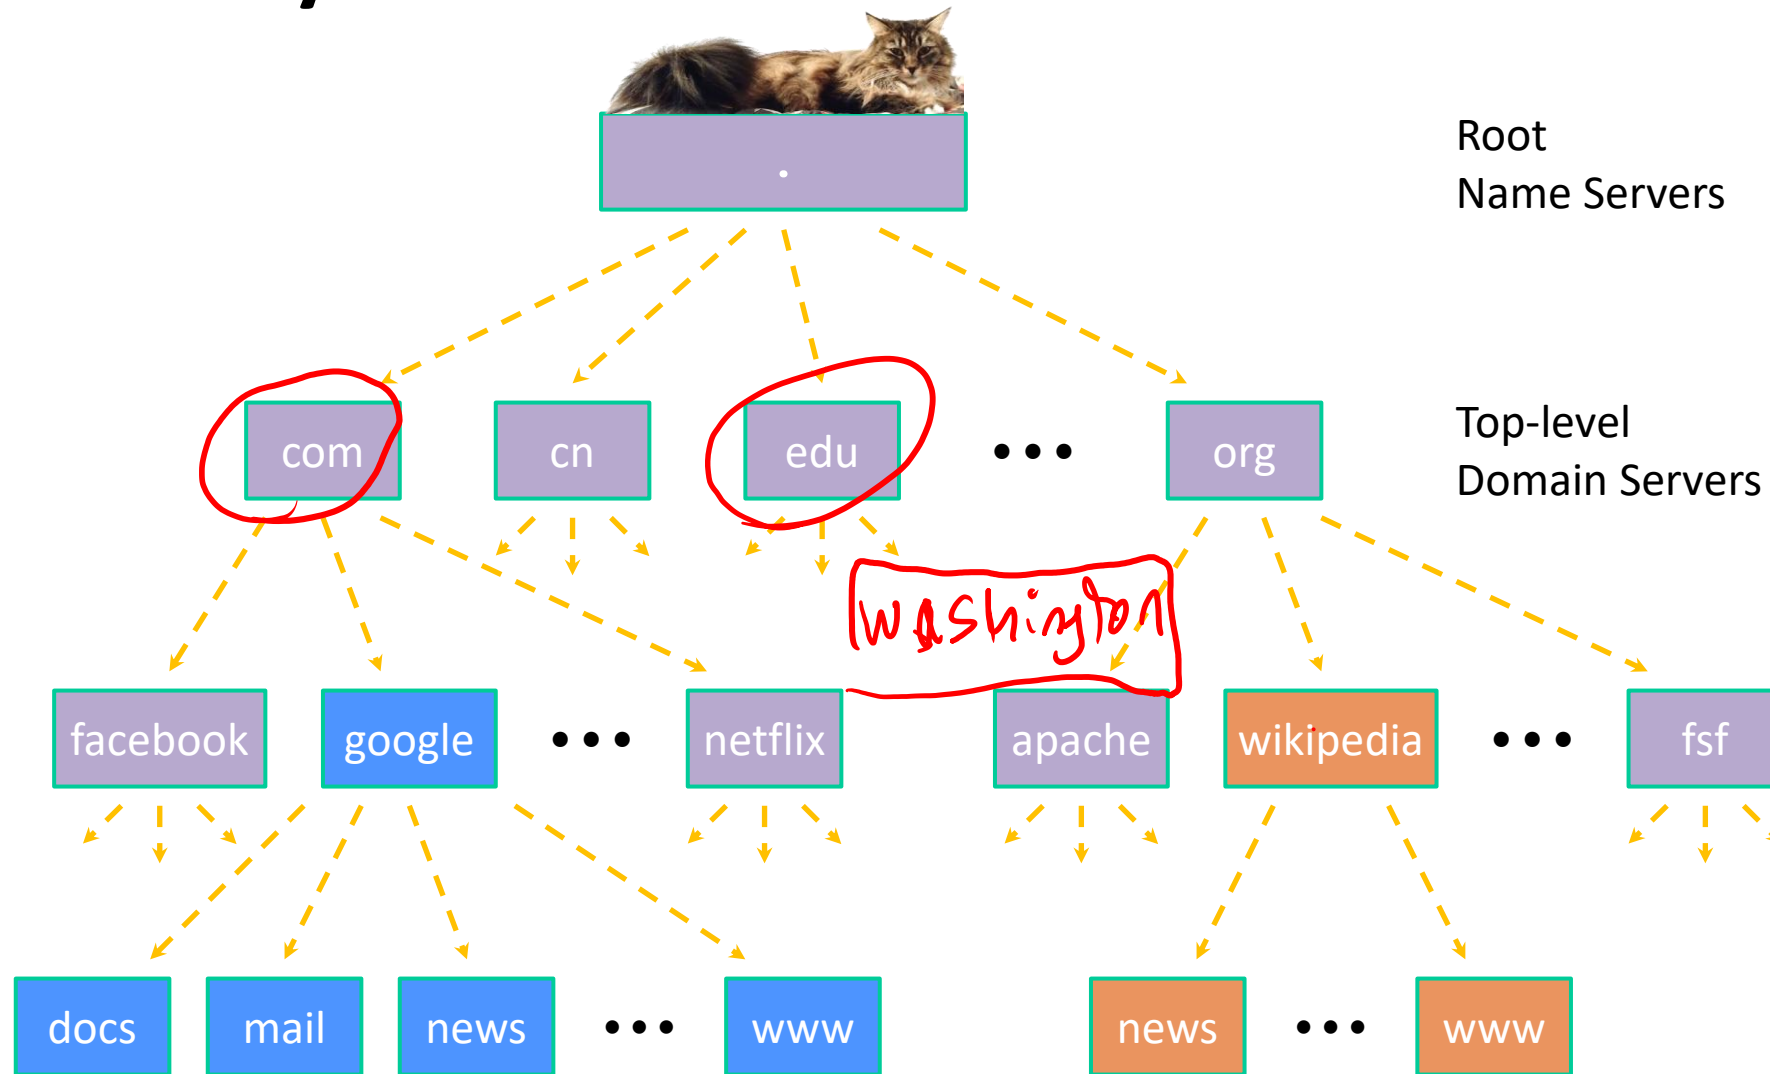 .
Root
Name Servers
com
cn
edu
•••
org
Top-level
Domain Servers
washington
facebook
google
•••
netflix
apache
wikipedia
•••
fsf
docs
mail
news
•••
www
news
•••
www